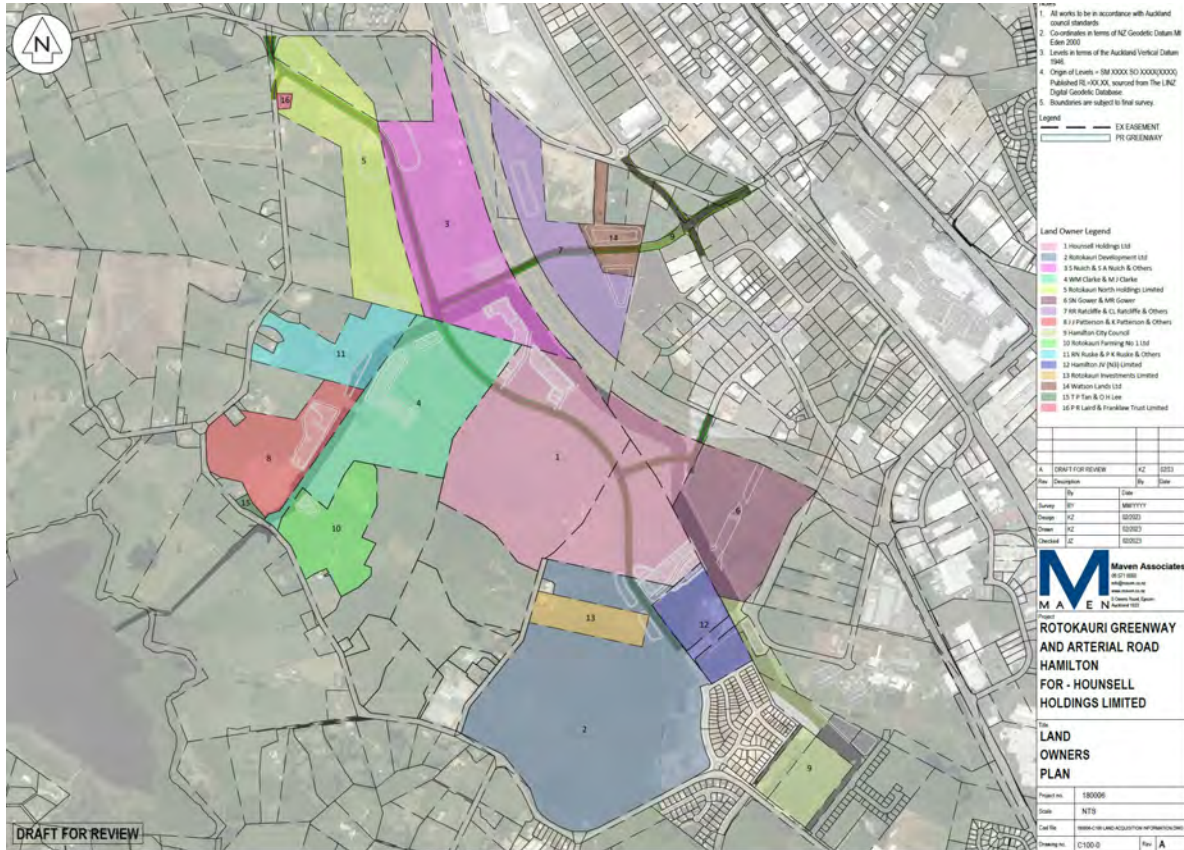 N
Notes
1. All works to be in accordance with Auckland
council standards
2. Co-ordinates in terms of NZ Geodetic Datum Mt
Eden 2000
3. Levels in terms of the Auckland Vertical Datum
1946.
4. Origin of Levels = SM XXXX SO XXXX(XXXX)
Published RL=XX.XX, sourced from The LINZ
Digital Geodetic Database.
5. Boundaries are subject to final survey.
Legend
EX EASEMENT
PR GREENWAY
Land Owner Legend
1 Hounsell Holdings Ltd
2 Rotokauri Development Ltd
3 S Nuich & S A Nuich & Others
4 WM Clarke & M J Clarke
5 Rotokauri North Holdings Limited
6 SN Gower & MR Gower
7 RR Ratcliffe & CL Ratcliffe & Others
8 J J Patterson & K Patterson & Others
9 Hamilton City Council
10 Rotokauri Farming No 1 Ltd
11 RN Ruske & P K Ruske & Others
12 Hamilton JV (N3) Limited
13 Rotokauri Investments Limited
14 Watson Lands Ltd
15 T P Tan & O H Lee
16 P R Laird & Franklaw Trust Limited
16
5
3
7
14
11
4
8
15
10
1
6
13
12
2
9
A DRAFT FOR REVIEW KZ
Rev Description By Date
By Date
Survey BY
Design KZ 02/2023
Drawn KZ 02/2023
Checked JZ 02/2023
M
MAVEN
Maven Associates
Project
ROTOKAURI GREENWAY
AND ARTERIAL ROAD
HAMILTON
FOR - HOUNSELL
HOLDINGS LIMITED
Title
LAND
OWNERS
PLAN
Project no. 180006
Scale NTS
Cad file
Drawing no. C100-0 Rev A
DRAFT FOR REVIEW